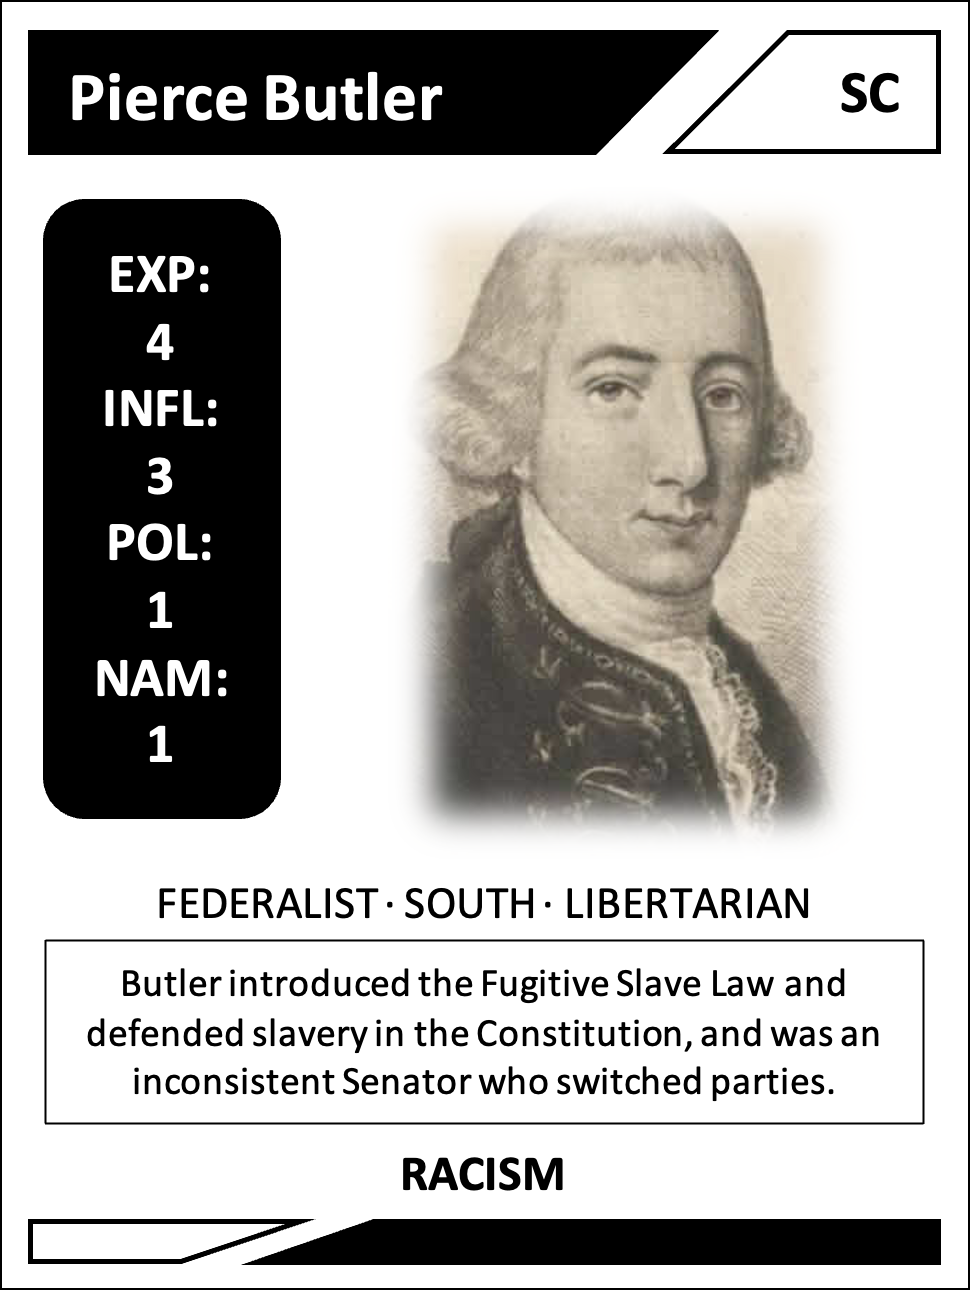 Pierce Butler
SC
EXP:
4
INFL:
3
POL:
1
NAM:
1
FEDERALIST · SOUTH · LIBERTARIAN
Butler introduced the Fugitive Slave Law and
defended slavery in the Constitution, and was an
inconsistent Senator who switched parties.
RACISM